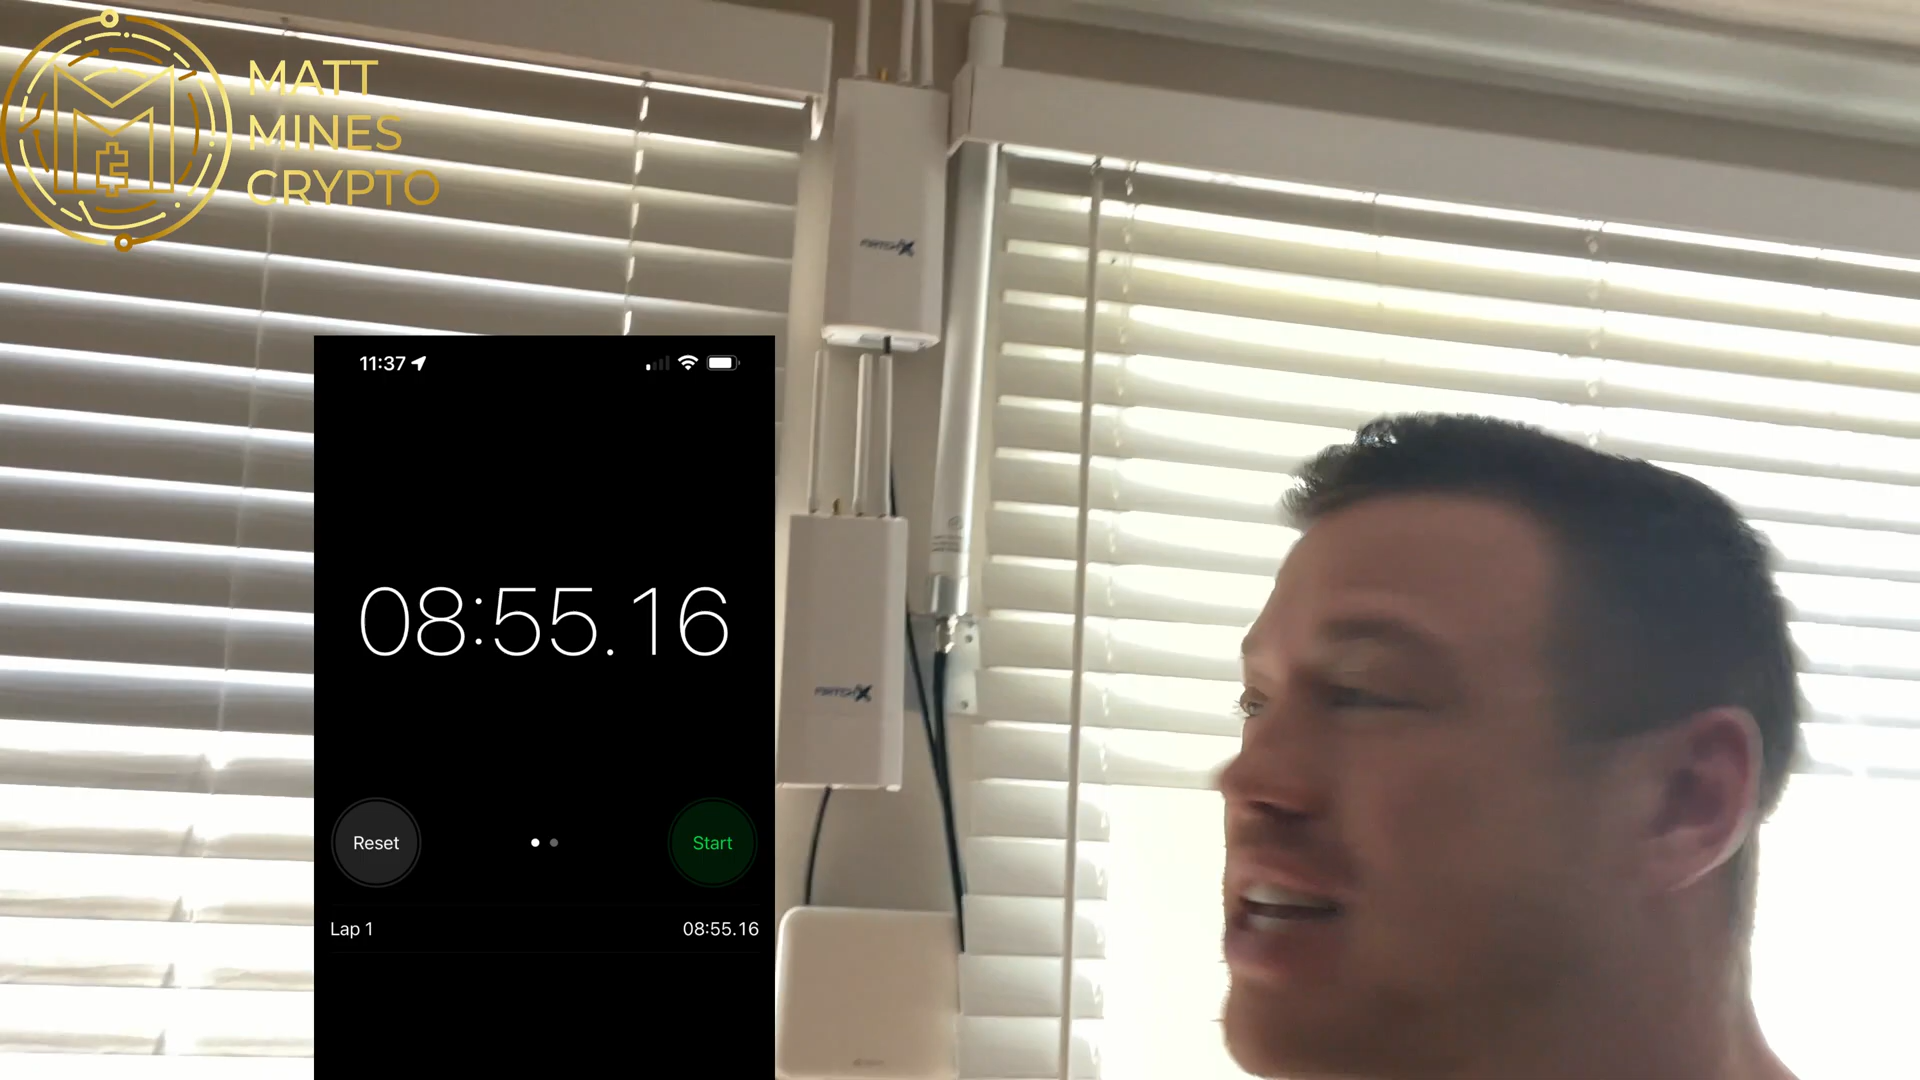 MATT
MINES
CRYPTO
11:37
08:55.16
Reset
Start
Lap 1 08:55.16